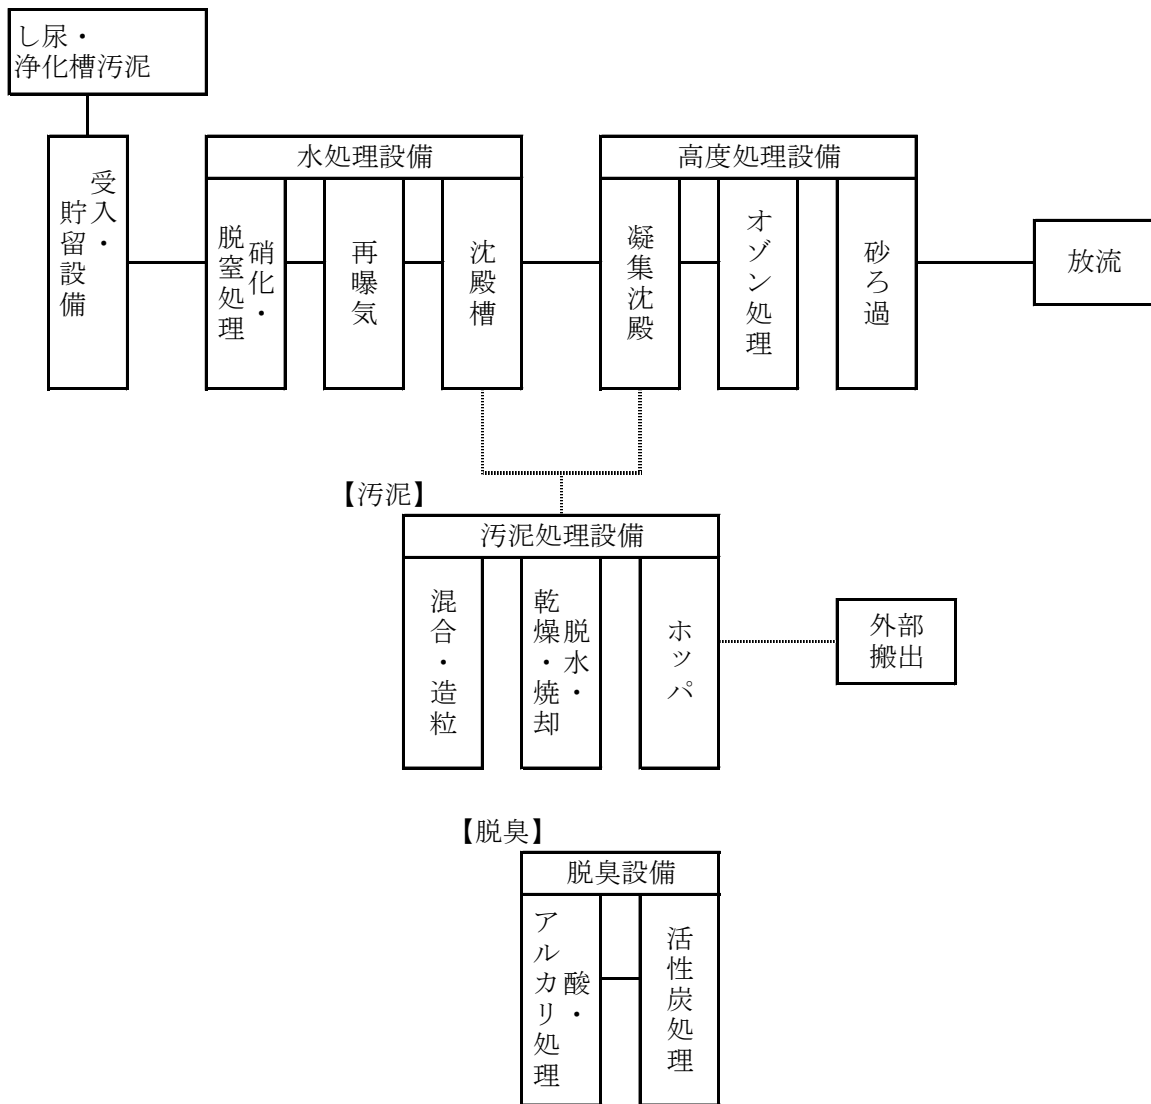 し尿・
浄化槽汚泥
受入・
貯留設備
水処理設備
硝化・
脱窒処理
再曝気
沈殿槽
高度処理設備
凝集沈殿
オゾン処理
砂ろ過
放流
【汚泥】
汚泥処理設備
混合・造粒
脱水・
乾燥・焼却
ホッパ
外部
搬出
【脱臭】
脱臭設備
酸・
アルカリ処理
活性炭処理